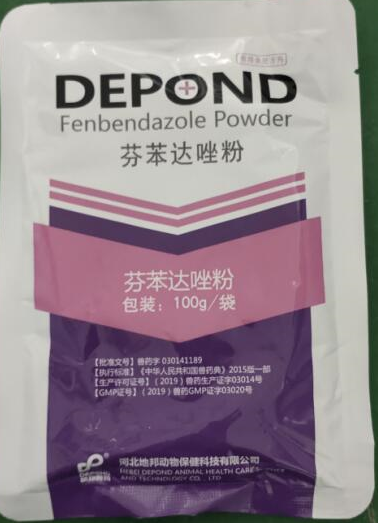 DEPOND
Fenbendazole Powder
芬苯达唑粉
芬苯达唑粉
包装：100g/袋
【批准文号】兽药字 030141189
【执行标准】《中华人民共和国兽药典》2015版一部
【生产许可证号】（2019）兽药生产证字03014号
【GMP证号】（2019）兽药GMP证字03020号
DEPOND
河北地邦动物保健科技有限公司
HEBEI DEPOND ANIMAL HEALTH CARE
AND TECHNOLOGY CO., LTD